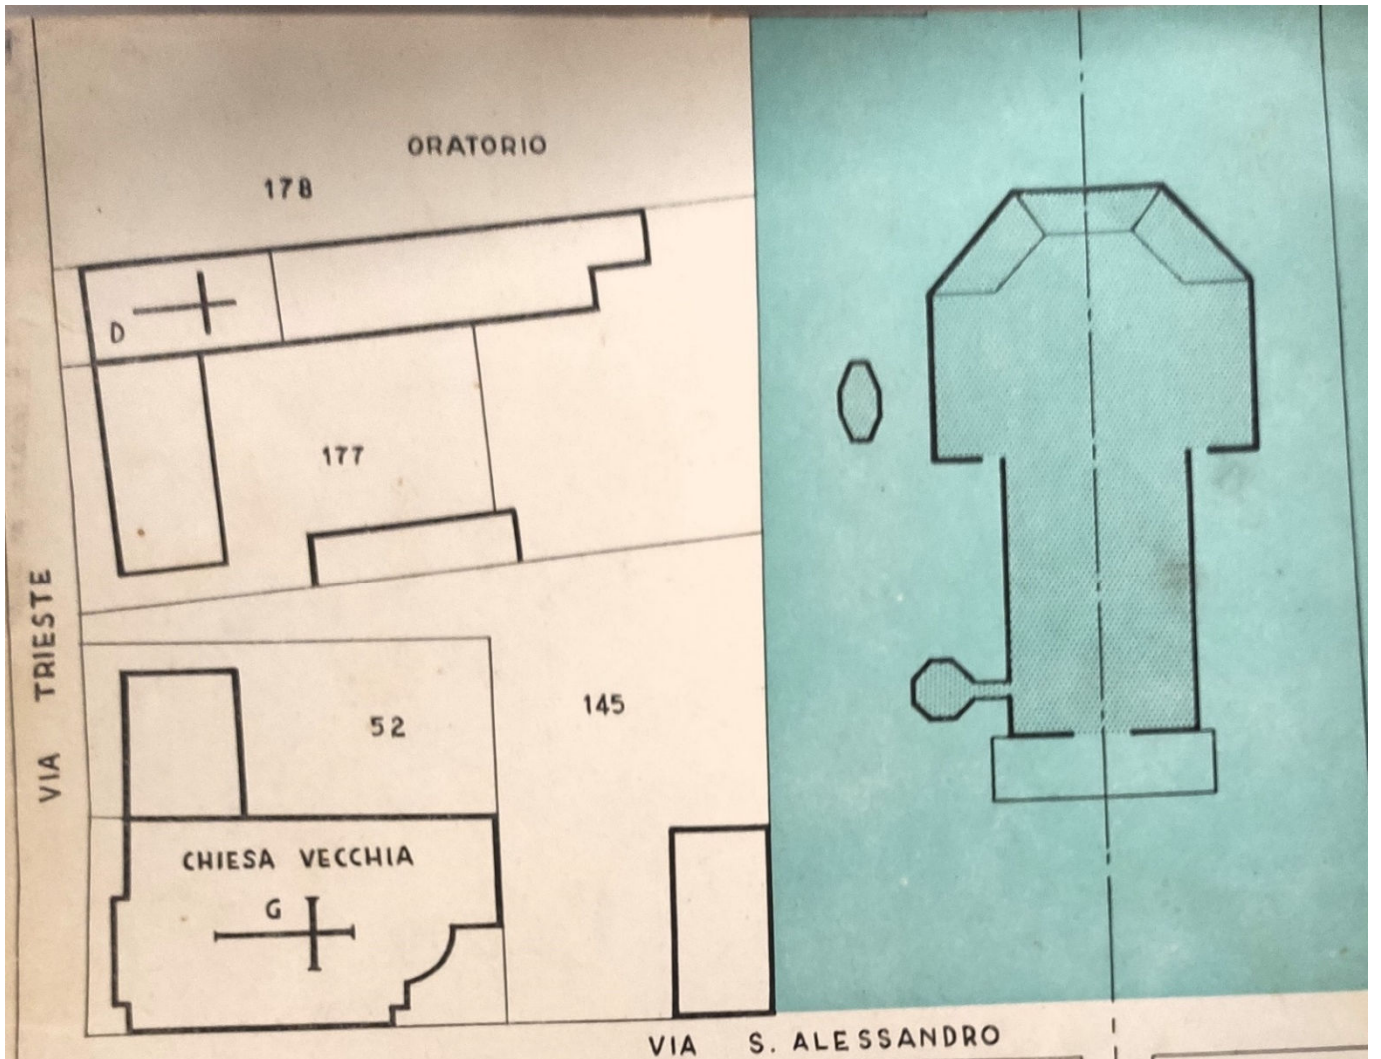 ORATORIO
178
D
177
VIA TRIESTE
52
145
CHIESA VECCHIA
G
VIA S. ALESSANDRO